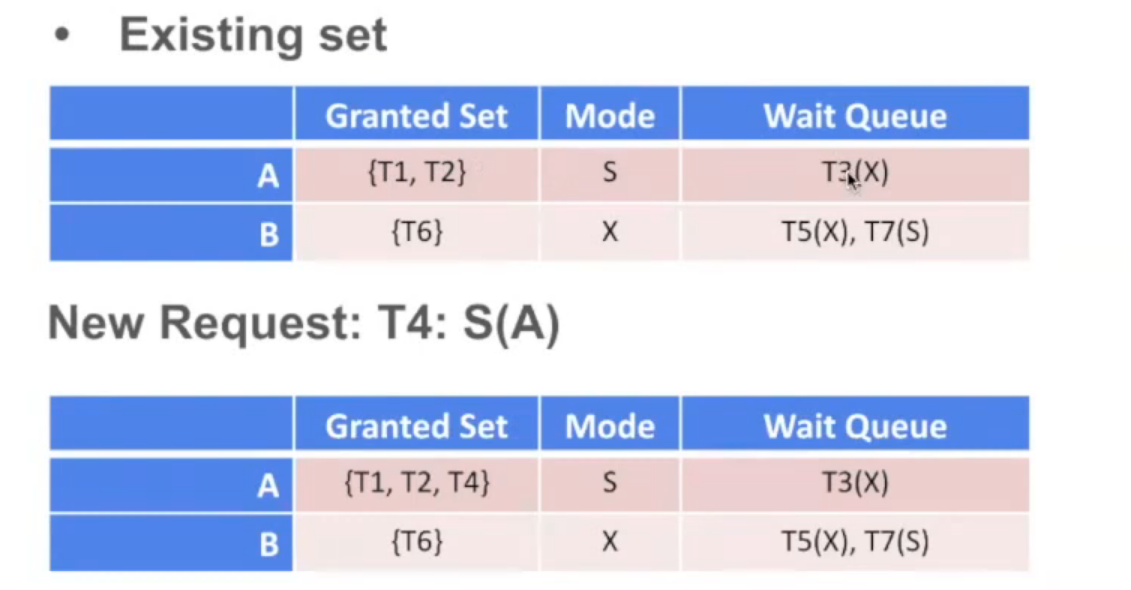 • Existing set
Granted Set Mode Wait Queue
A {T1, T2} S T3(X)
B {T6} X T5(X), T7(S)
New Request: T4: S(A)
Granted Set Mode Wait Queue
A {T1, T2, T4} S T3(X)
B {T6} X T5(X), T7(S)